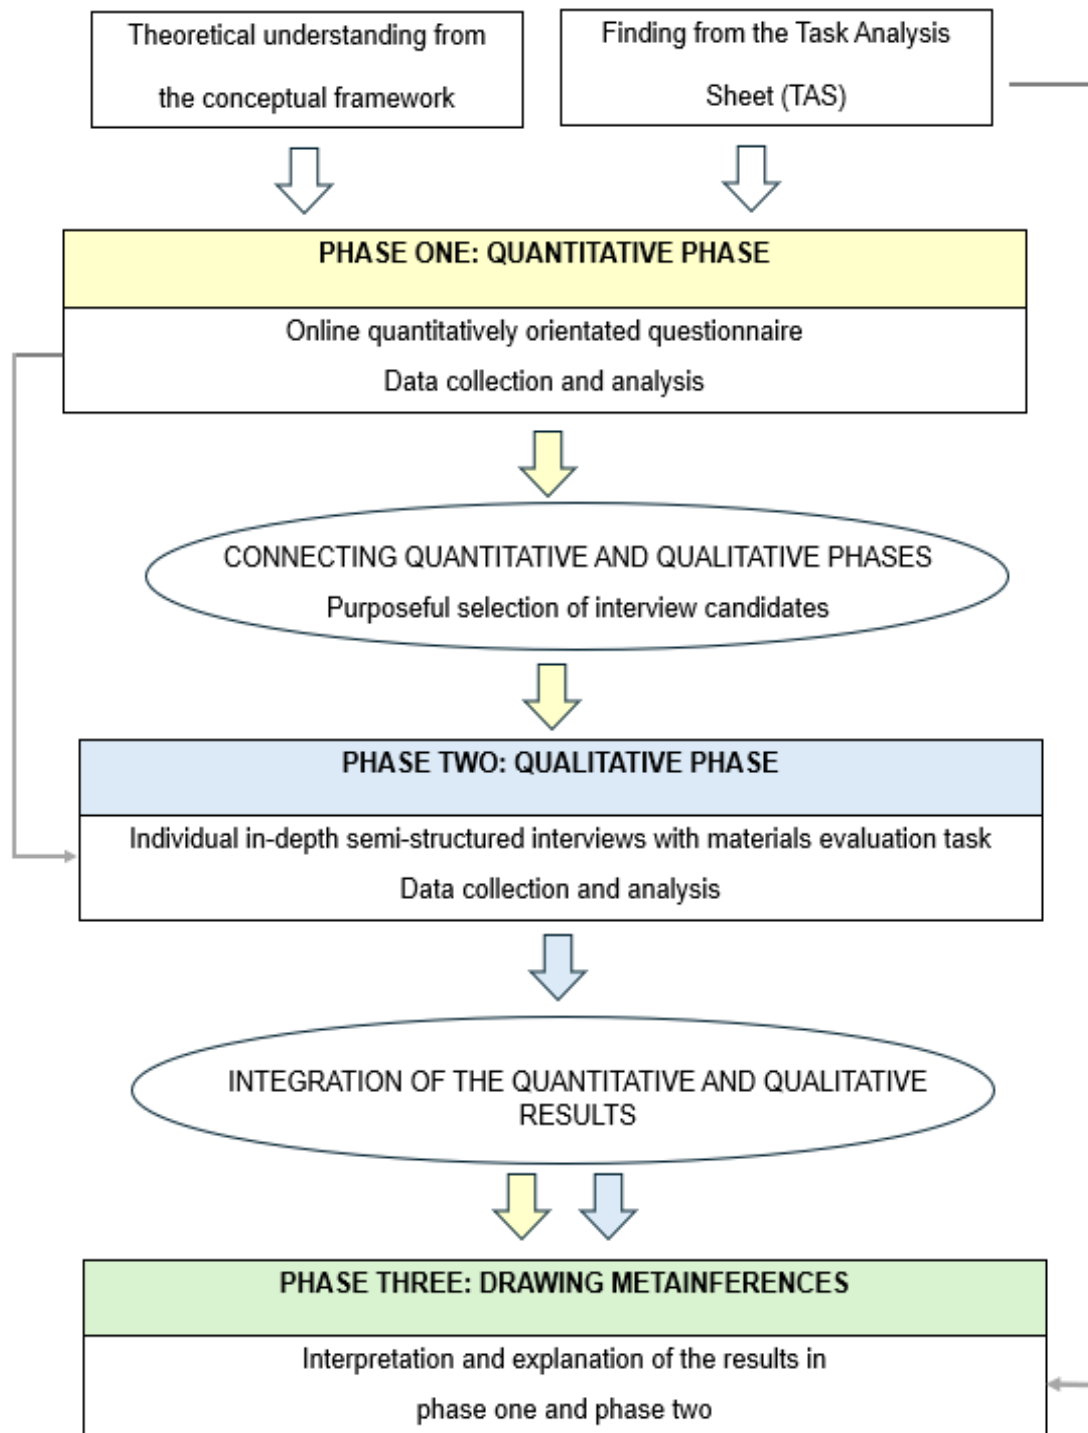 Theoretical understanding from
the conceptual framework
Finding from the Task Analysis
Sheet (TAS)
PHASE ONE: QUANTITATIVE PHASE
Online quantitatively orientated questionnaire
Data collection and analysis
CONNECTING QUANTITATIVE AND QUALITATIVE PHASES
Purposeful selection of interview candidates
PHASE TWO: QUALITATIVE PHASE
Individual in-depth semi-structured interviews with materials evaluation task
Data collection and analysis
INTEGRATION OF THE QUANTITATIVE AND QUALITATIVE
RESULTS
PHASE THREE: DRAWING METAINFERENCES
Interpretation and explanation of the results in
phase one and phase two